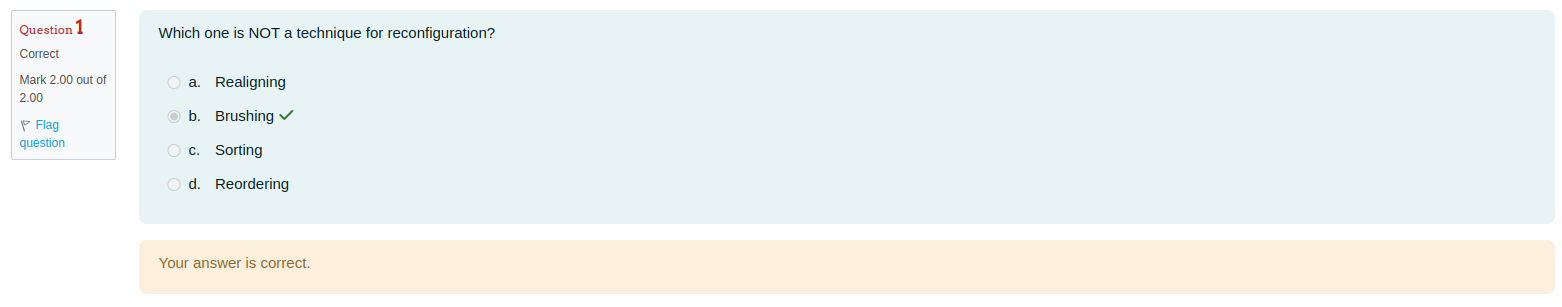 Question 1
Correct
Mark 2.00 out of
2.00
Flag
question
Which one is NOT a technique for reconfiguration?
a. Realigning
b. Brushing
c. Sorting
d. Reordering
Your answer is correct.